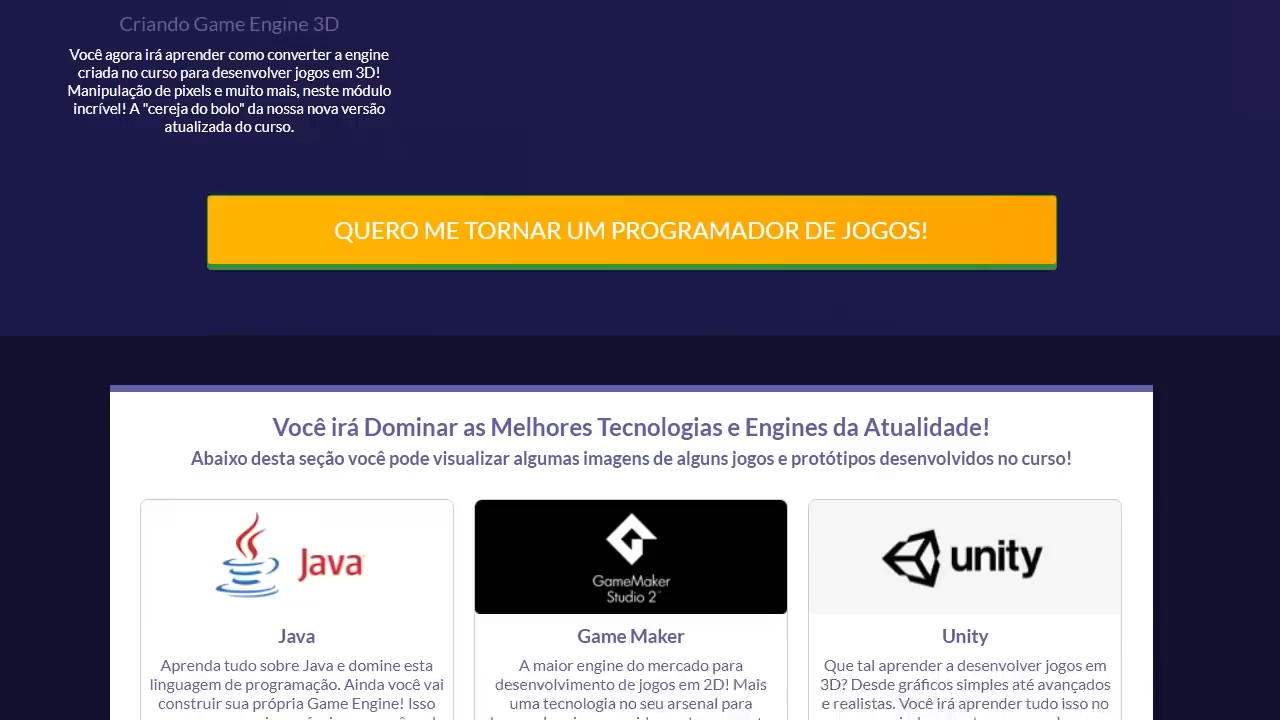 Criando Game Engine 3D
Você agora irá aprender como converter a engine
criada no curso para desenvolver jogos em 3D!
Manipulação de pixels e muito mais, neste módulo
incrível! A "cereja do bolo" da nossa nova versão
atualizada do curso.
QUERO ME TORNAR UM PROGRAMADOR DE JOGOS!
Você irá Dominar as Melhores Tecnologias e Engines da Atualidade!
Abaixo desta seção você pode visualizar algumas imagens de alguns jogos e protótipos desenvolvidos no curso!
Java
GameMaker
Studio 2
unity
Java
Aprenda tudo sobre Java e domine esta
linguagem de programação. Ainda você vai
construir sua própria Game Engine! Isso
Game Maker
A maior engine do mercado para
desenvolvimento de jogos em 2D! Mais
uma tecnologia no seu arsenal para
Unity
Que tal aprender a desenvolver jogos em
3D? Desde gráficos simples até avançados
e realistas. Você irá aprender tudo isso no